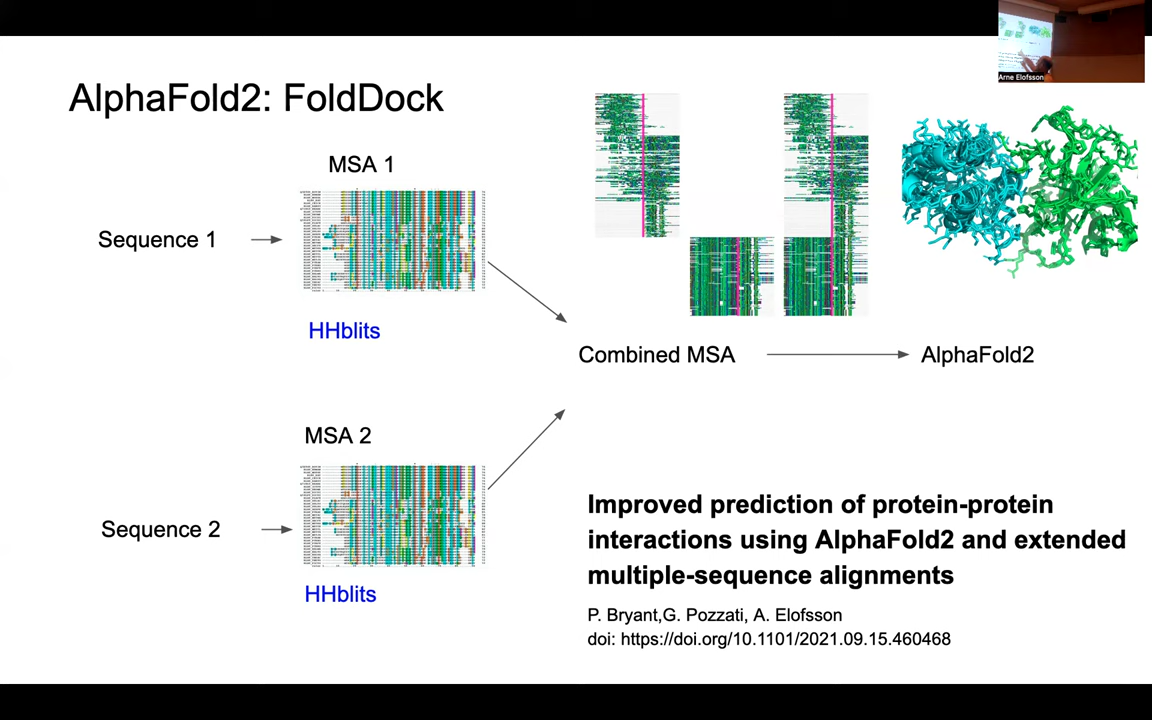 AlphaFold2: FoldDock
Arne Elofsson
MSA 1
Sequence 1
HHblits
Combined MSA
AlphaFold2
MSA 2
Sequence 2
HHblits
Improved prediction of protein-protein
interactions using AlphaFold2 and extended
multiple-sequence alignments
P. Bryant,G. Pozzati, A. Elofsson
doi: https://doi.org/10.1101/2021.09.15.460468